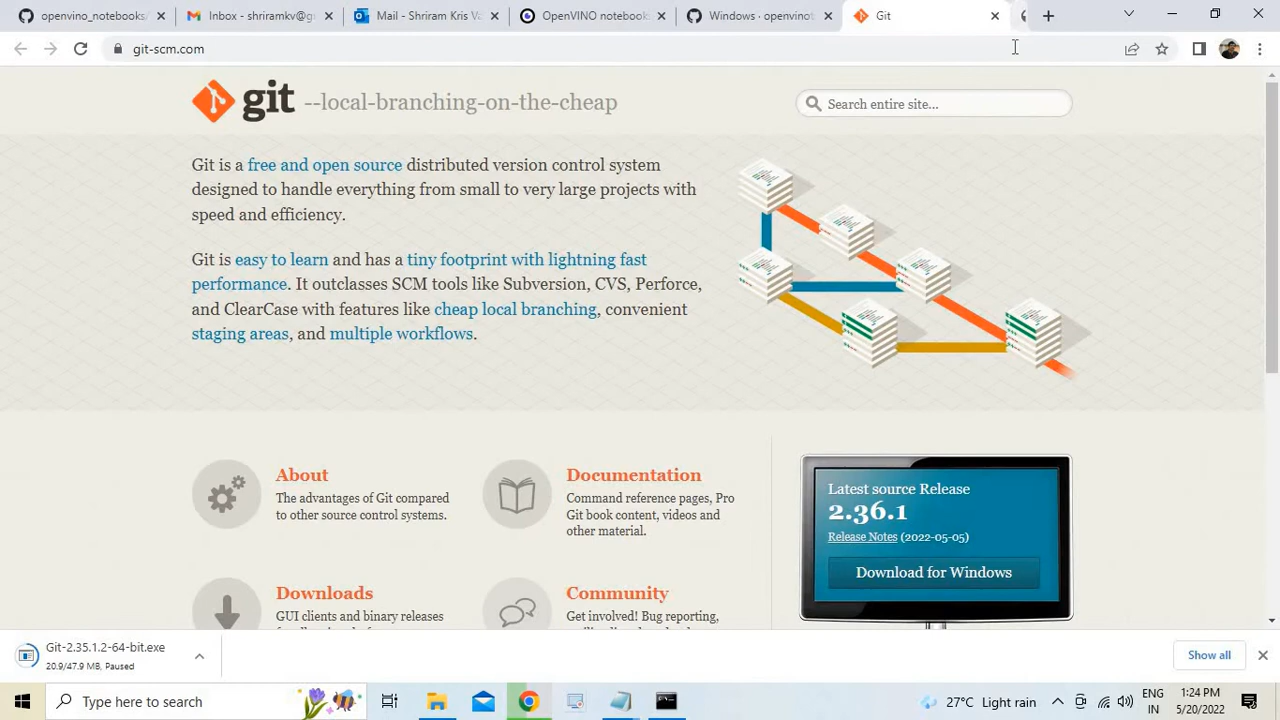 openvino_notebooks/
Inbox - shriramkv@g
Mail - Shriram Kris Va
OpenVINO notebook
Windows · openvinot
Git
git-scm.com
git --local-branching-on-the-cheap
Search entire site...
Git is a free and open source distributed version control system
designed to handle everything from small to very large projects with
speed and efficiency.
Git is easy to learn and has a tiny footprint with lightning fast
performance. It outclasses SCM tools like Subversion, CVS, Perforce,
and ClearCase with features like cheap local branching, convenient
staging areas, and multiple workflows.
About
The advantages of Git compared
to other source control systems.
Documentation
Command reference pages, Pro
Git book content, videos and
other material.
Latest source Release
2.36.1
Release Notes (2022-05-05)
Download for Windows
Downloads
GUI clients and binary releases
Community
Get involved! Bug reporting,
Git-2.35.1.2-64-bit.exe
20.9/47.9 MB, Paused
Show all
Type here to search
27°C Light rain
ENG
IN
1:24 PM
5/20/2022